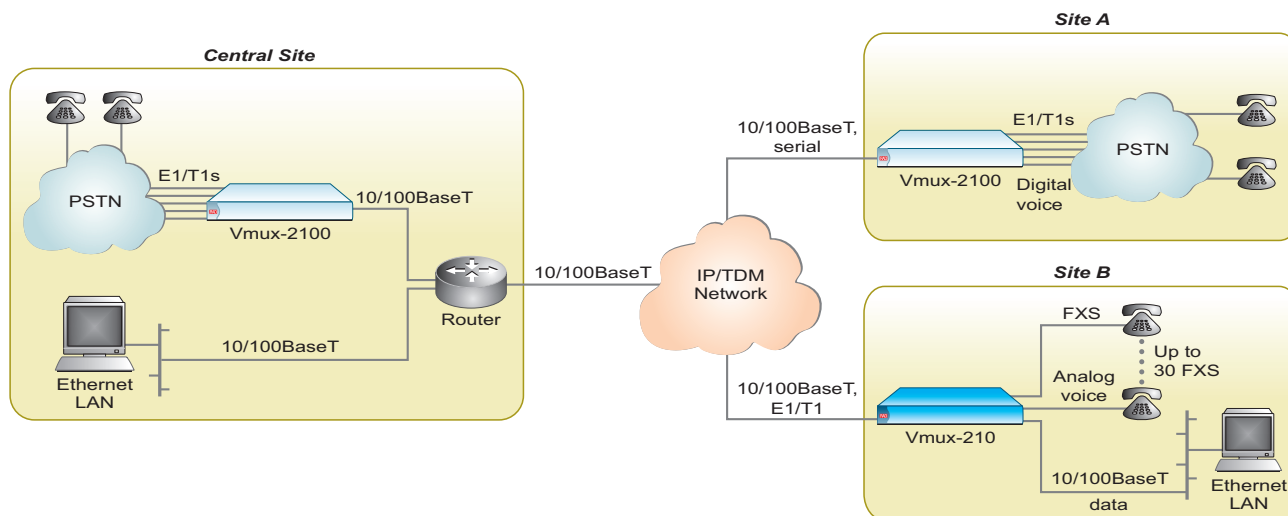 Central Site
PSTN
E1/T1s
Vmux-2100
10/100BaseT
Ethernet
LAN
10/100BaseT
Router
10/100BaseT
IP/TDM
Network
10/100BaseT,
serial
10/100BaseT,
E1/T1
Site A
Vmux-2100
E1/T1s
Digital
voice
PSTN
Site B
FXS
Up to
30 FXS
Analog
voice
Vmux-210
10/100BaseT
data
Ethernet
LAN